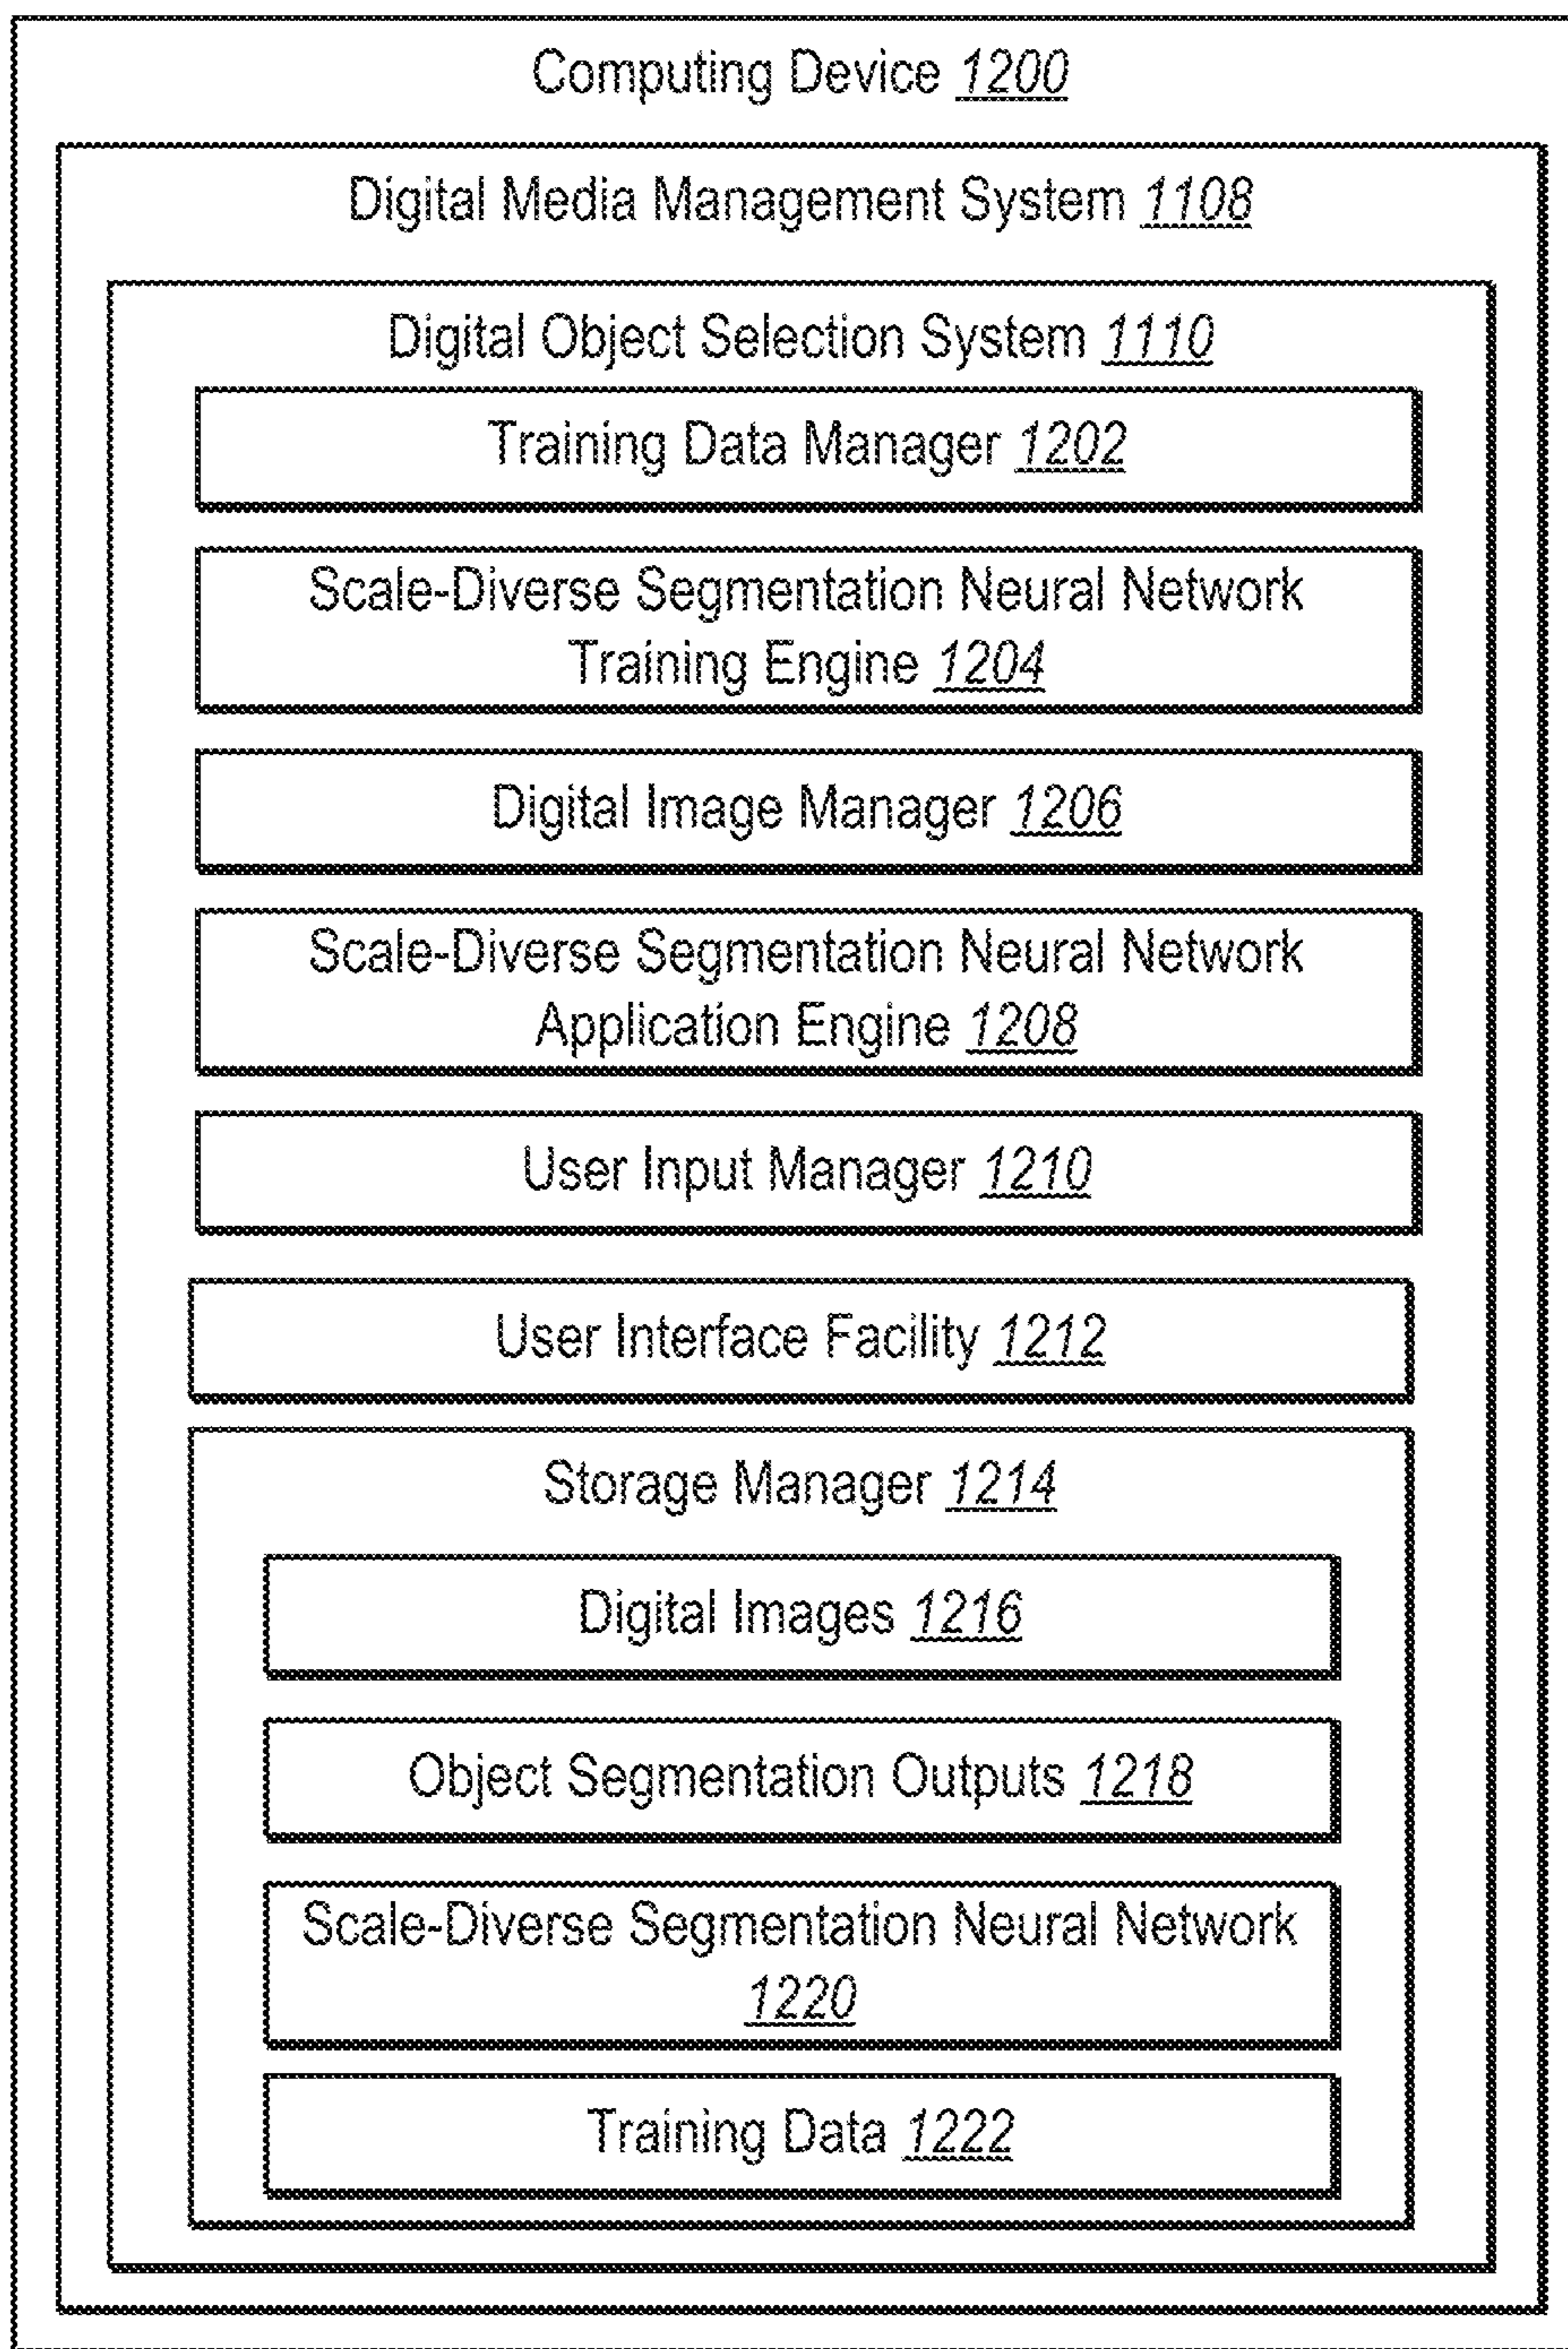 Computing Device 1200
Digital Media Management System 1108
Digital Object Selection System 1110
Training Data Manager 1202
Scale-Diverse Segmentation Neural Network
Training Engine 1204
Digital Image Manager 1206
Scale-Diverse Segmentation Neural Network
Application Engine 1208
User Input Manager 1210
User Interface Facility 1212
Storage Manager 1214
Digital Images 1216
Object Segmentation Outputs 1218
Scale-Diverse Segmentation Neural Network
1220
Training Data 1222